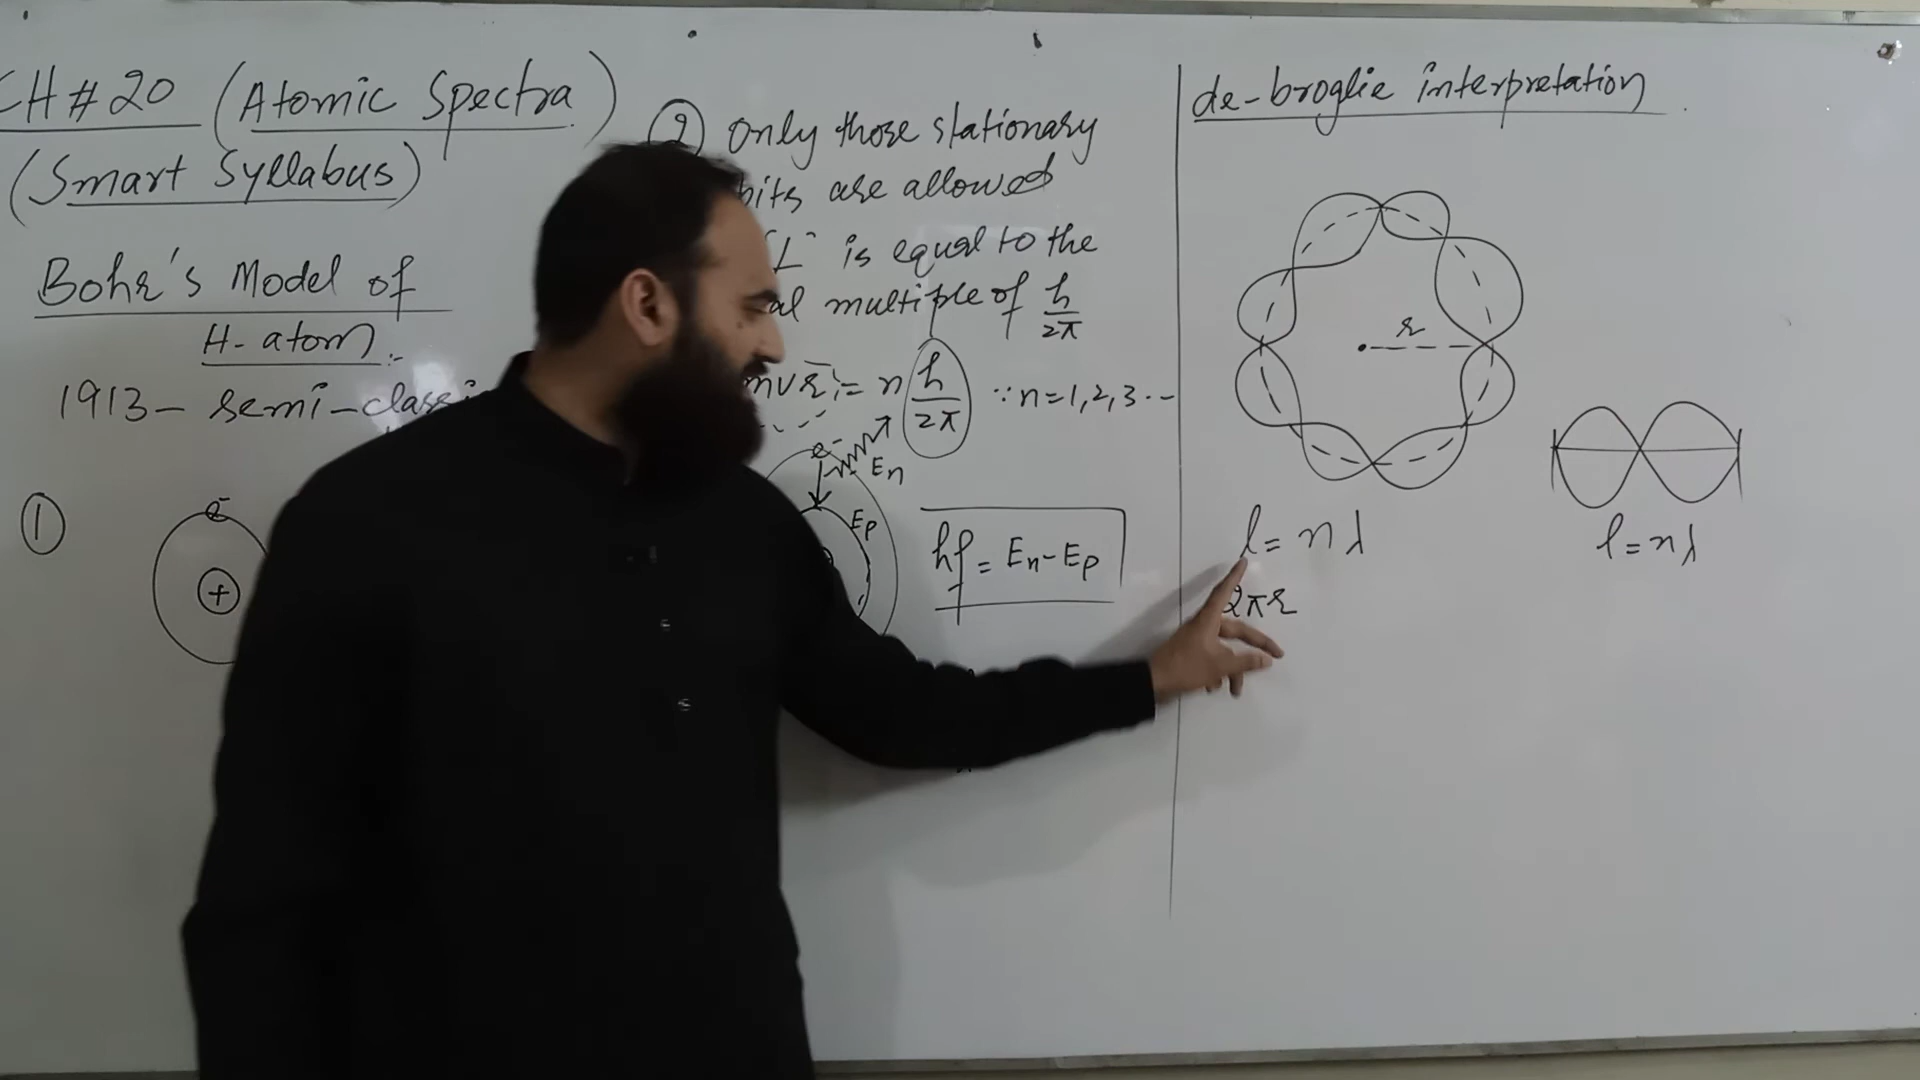 CH # 20 (Atomic Spectra)
(Smart Syllabus)
Bohr's Model of
H-atom:-
1913 - semi-
①
e⁻
+
② only those stationary
are allowed
"L" is equal to the
multiple of h/2π
mvr = n h/2π ∵ n = 1,2,3...
e⁻
En
Ep
hf = En - Ep
de-broglie interpretation
r
l = nλ
2πr
l = nλ